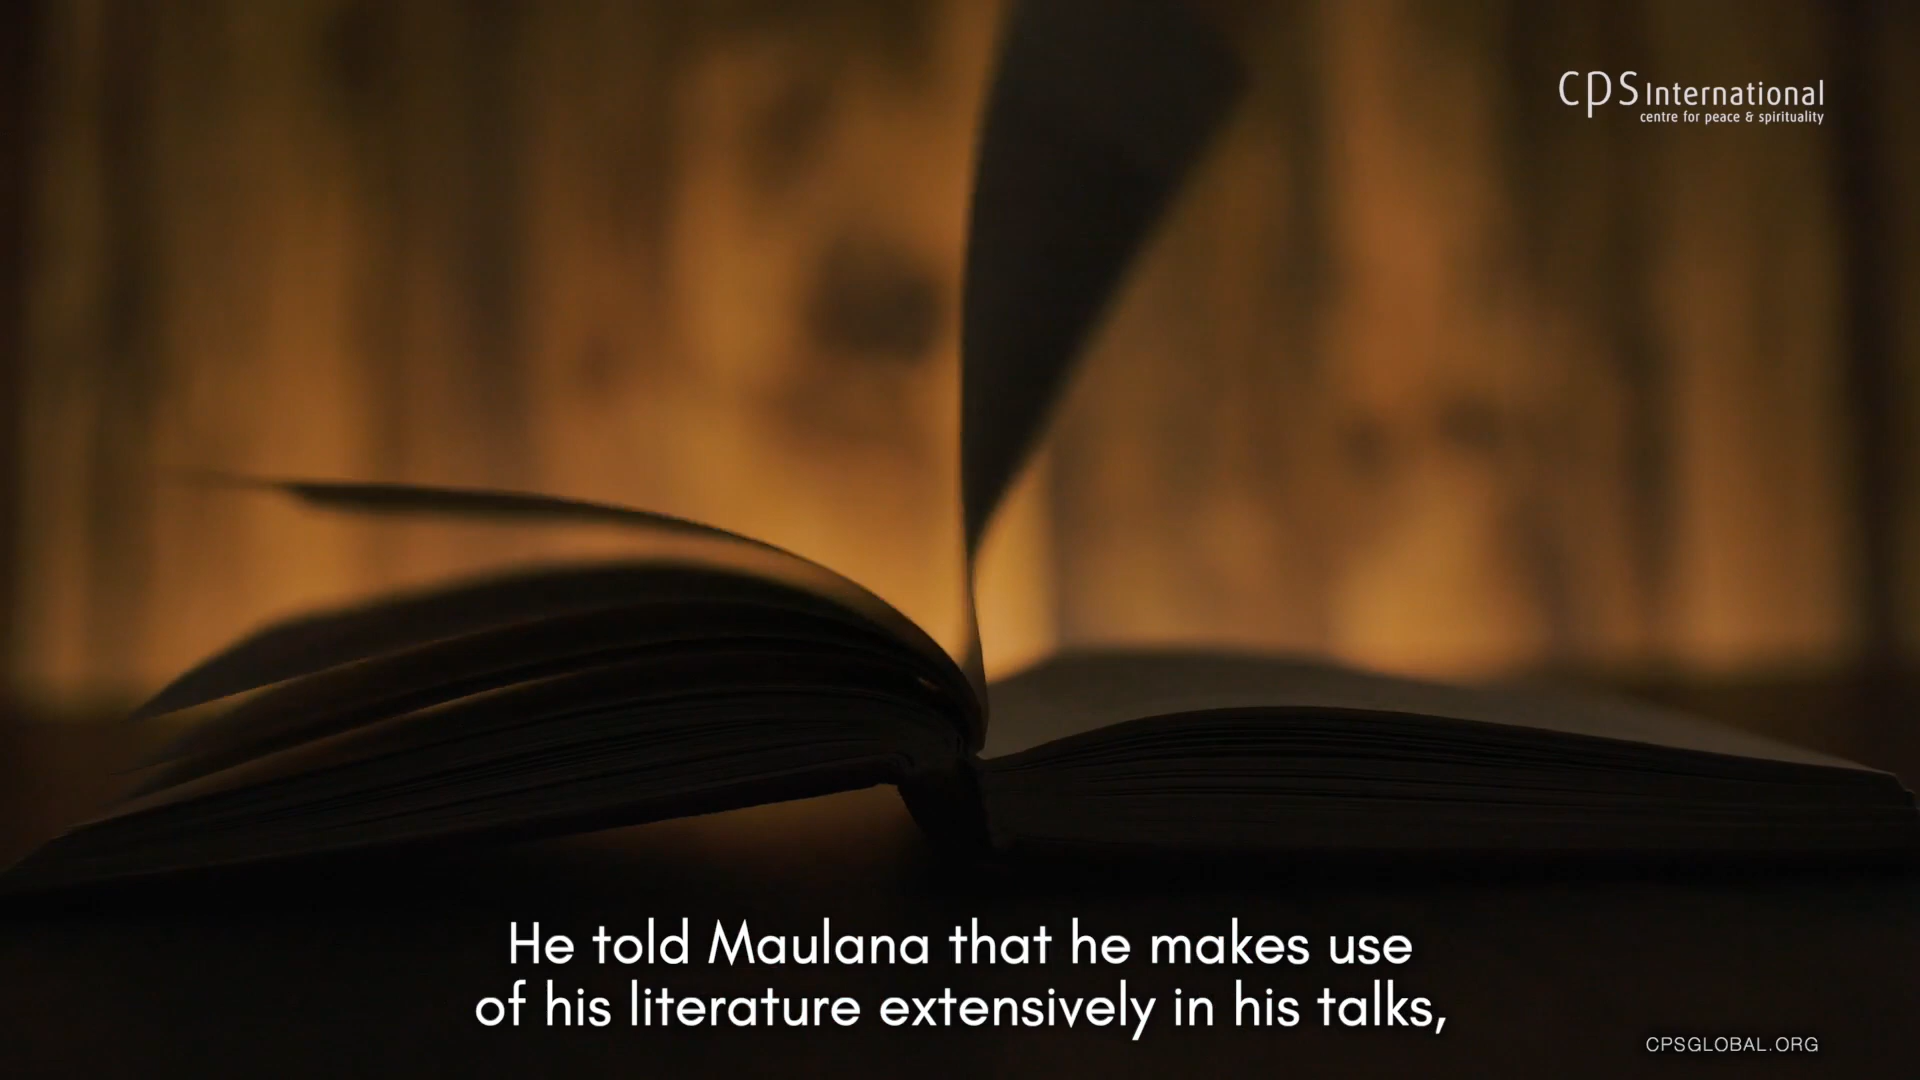 CPS International
centre for peace & spirituality
He told Maulana that he makes use
of his literature extensively in his talks,
CPSGLOBAL.ORG